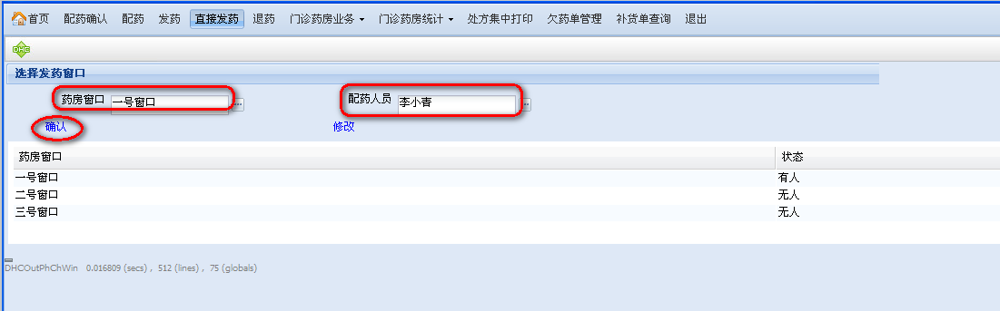 首页 配药确认 配药 发药 直接发药 退药 门诊药房业务 门诊药房统计 处方集中打印 欠药单管理 补货单查询 退出
DHC
选择发药窗口
药房窗口 一号窗口 ... 配药人员 李小青 ...
确认 修改
药房窗口 状态
一号窗口 有人
二号窗口 无人
三号窗口 无人
DHCOutPhChWin 0.016809 (secs) , 512 (lines) , 75 (globals)